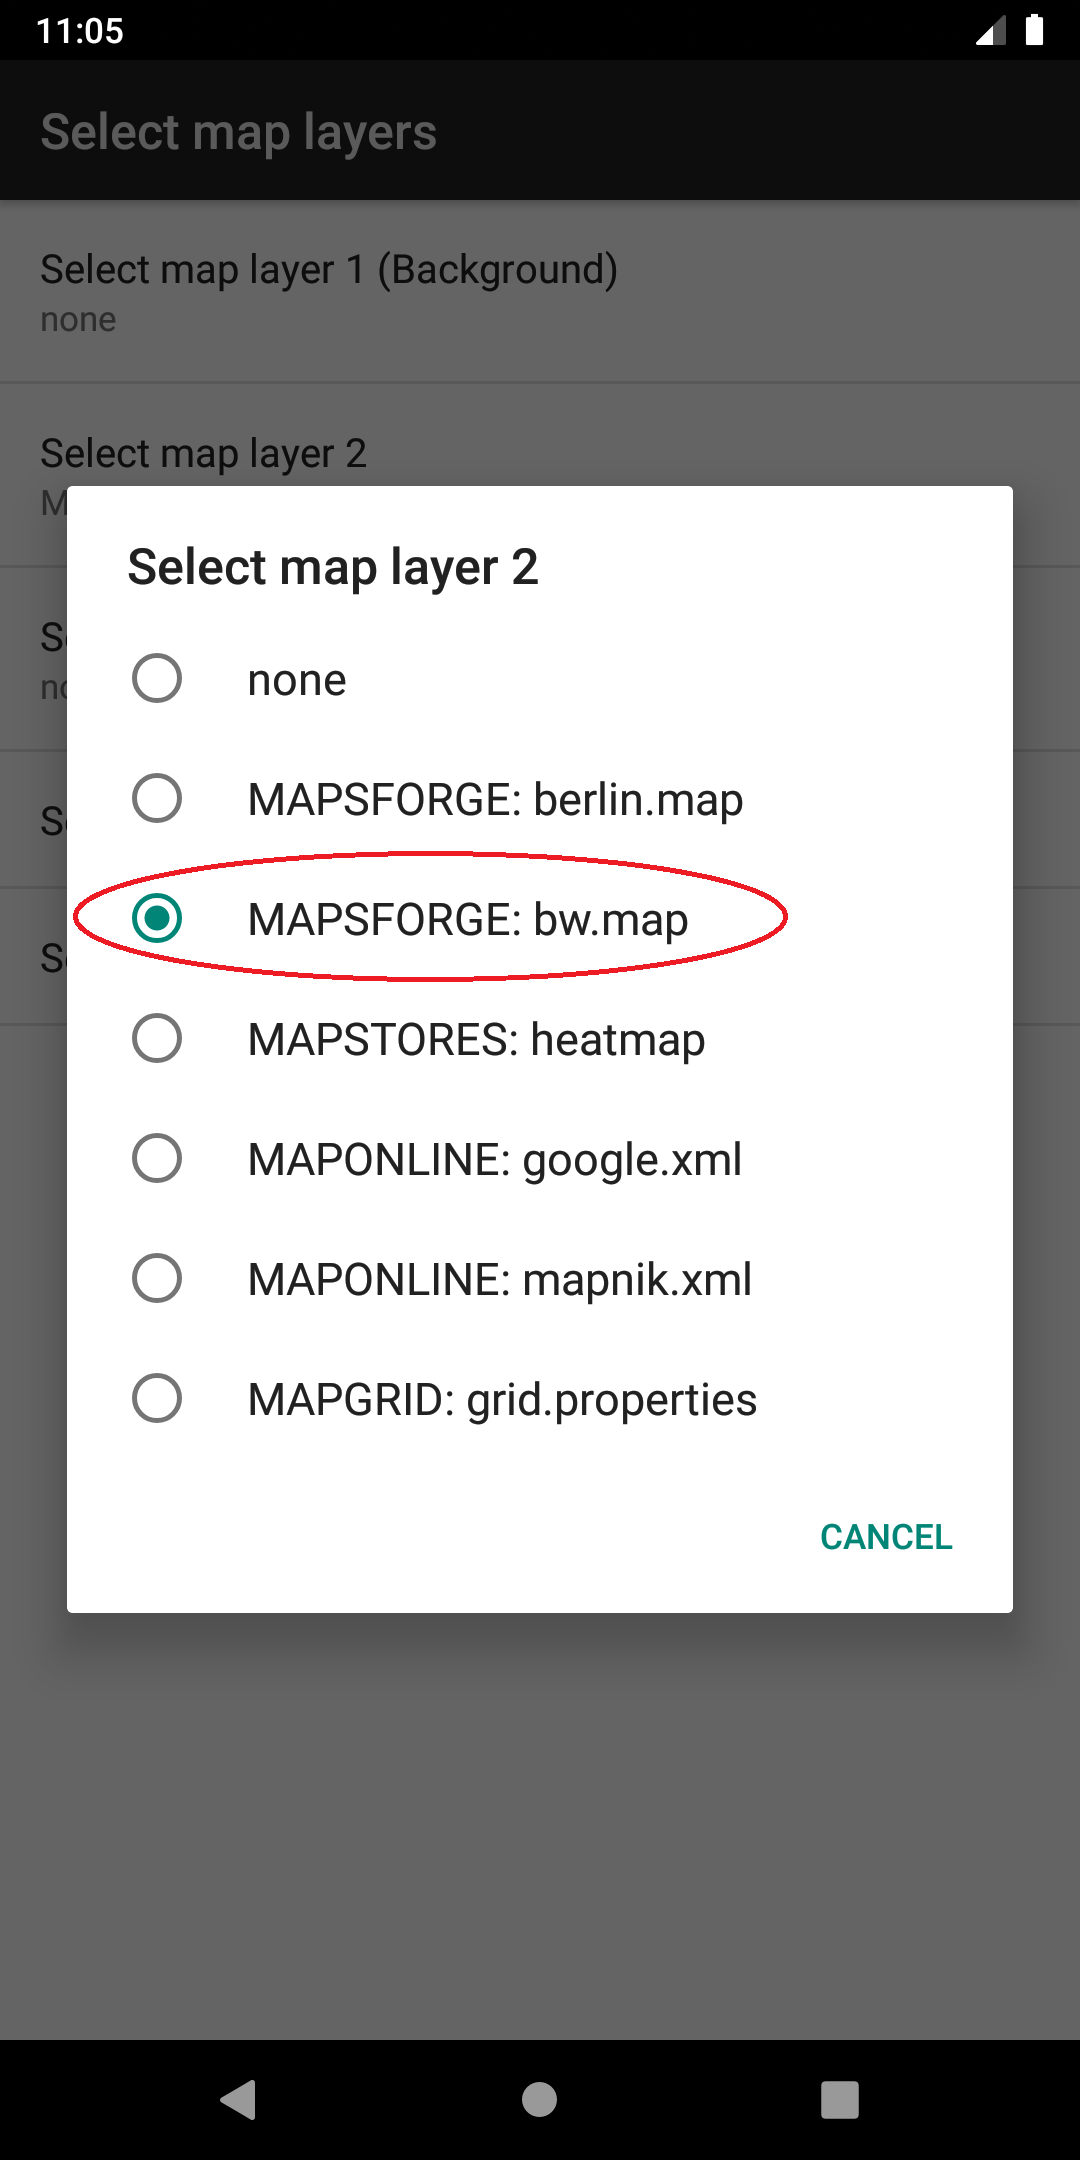 11:05
Select map layers
Select map layer 1 (Background)
none
Select map layer 2
Select map layer 2
none
MAPSFORGE: berlin.map
MAPSFORGE: bw.map
MAPSTORES: heatmap
MAPONLINE: google.xml
MAPONLINE: mapnik.xml
MAPGRID: grid.properties
CANCEL